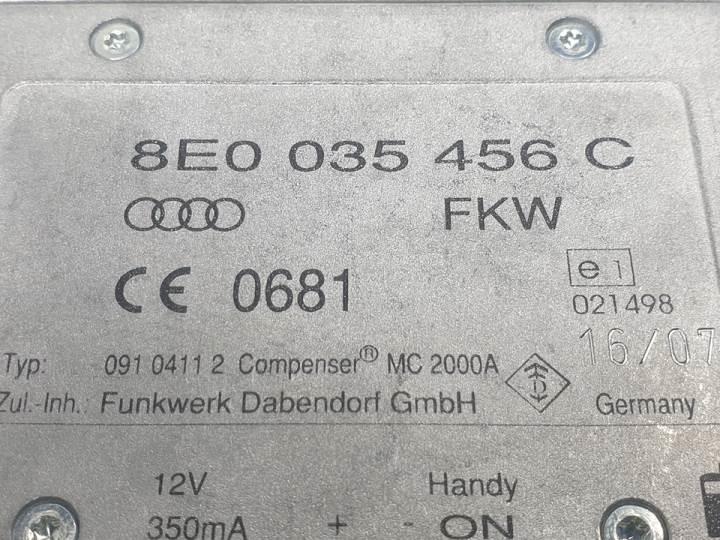 8E0 035 456 C
FKW
CE 0681
e1
021498
16/07
Typ: 091 0411 2 Compenser® MC 2000A
D
Zul.-Inh.: Funkwerk Dabendorf GmbH
Germany
12V Handy
350mA + - ON